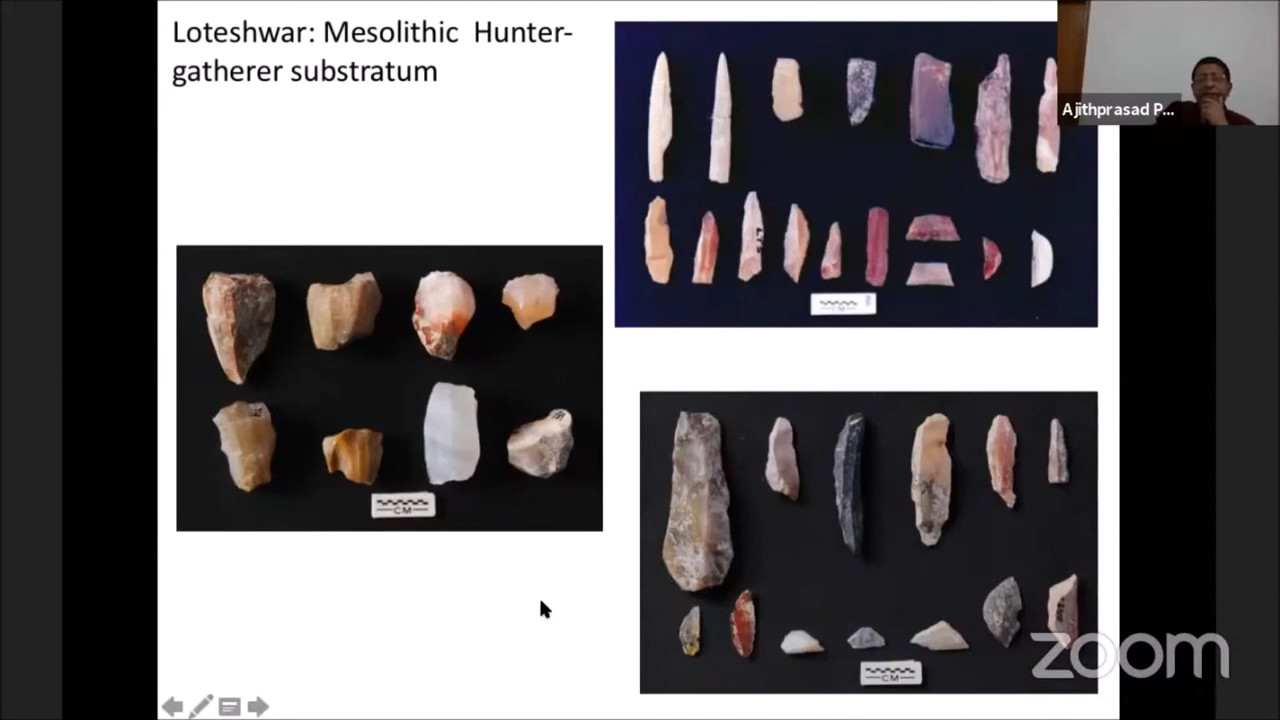 Loteshwar: Mesolithic Hunter-
gatherer substratum
Ajithprasad P...
CM
CM
zoom